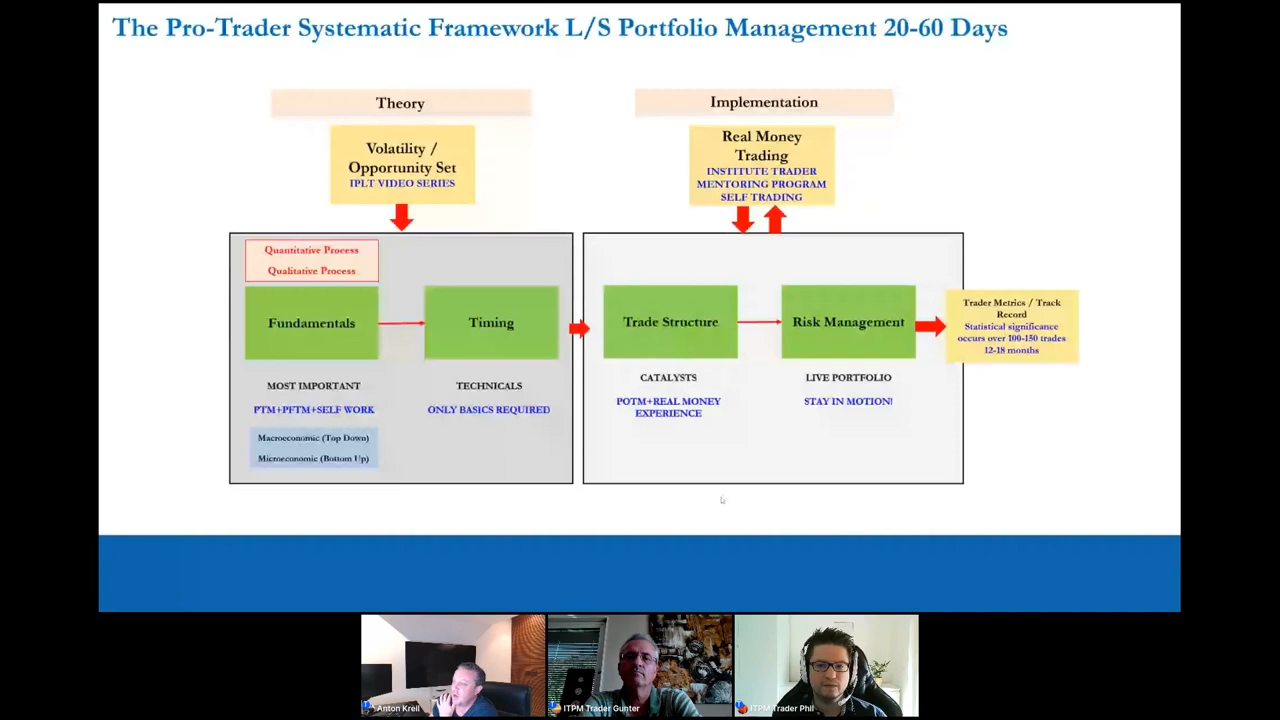 The Pro-Trader Systematic Framework L/S Portfolio Management 20-60 Days
Theory
Volatility /
Opportunity Set
IPLT VIDEO SERIES
Implementation
Real Money
Trading
INSTITUTE TRADER
MENTORING PROGRAM
SELF TRADING
Quantitative Process
Qualitative Process
Fundamentals
Timing
MOST IMPORTANT
TECHNICALS
PTM+PFTM+SELF WORK
ONLY BASICS REQUIRED
Macroeconomic (Top Down)
Microeconomic (Bottom Up)
Trade Structure
Risk Management
CATALYSTS
LIVE PORTFOLIO
POTM+REAL MONEY
EXPERIENCE
STAY IN MOTION!
Trader Metrics / Track
Record
Statistical significance
occurs over 100-150 trades
12-18 months
Anton Kreil
ITPM Trader Gunter
ITPM Trader Phil